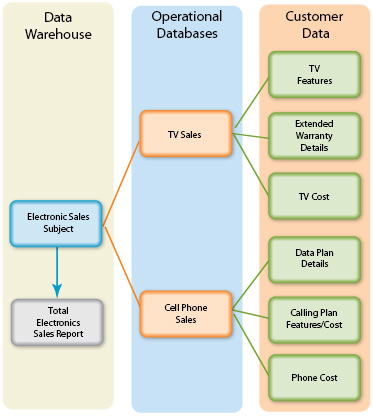 Data
Warehouse
Operational
Databases
Customer
Data
TV
Features
Extended
Warranty
Details
TV Sales
TV Cost
Electronic Sales
Subject
Data Plan
Details
Total
Electronics
Sales Report
Cell Phone
Sales
Calling Plan
Features/Cost
Phone Cost